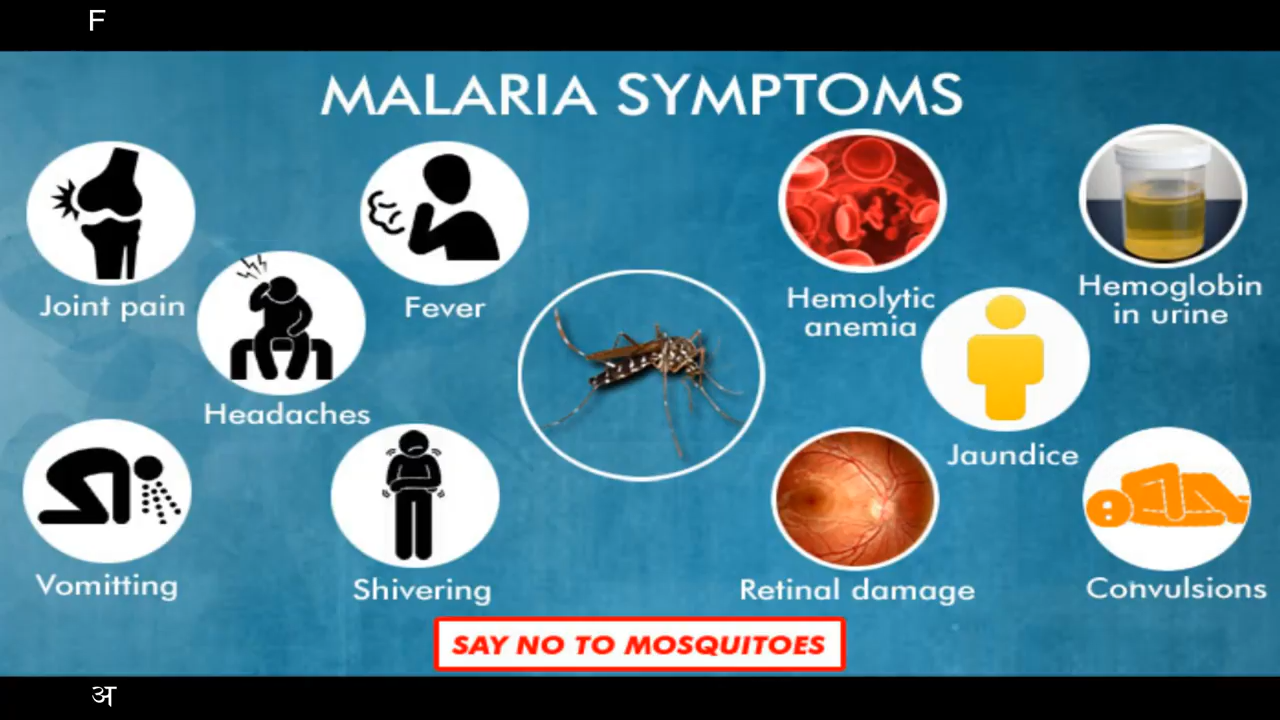 F
MALARIA SYMPTOMS
Joint pain
Fever
Headaches
Vomitting
Shivering
Hemolytic
anemia
Hemoglobin
in urine
Jaundice
Retinal damage
Convulsions
SAY NO TO MOSQUITOES
अ